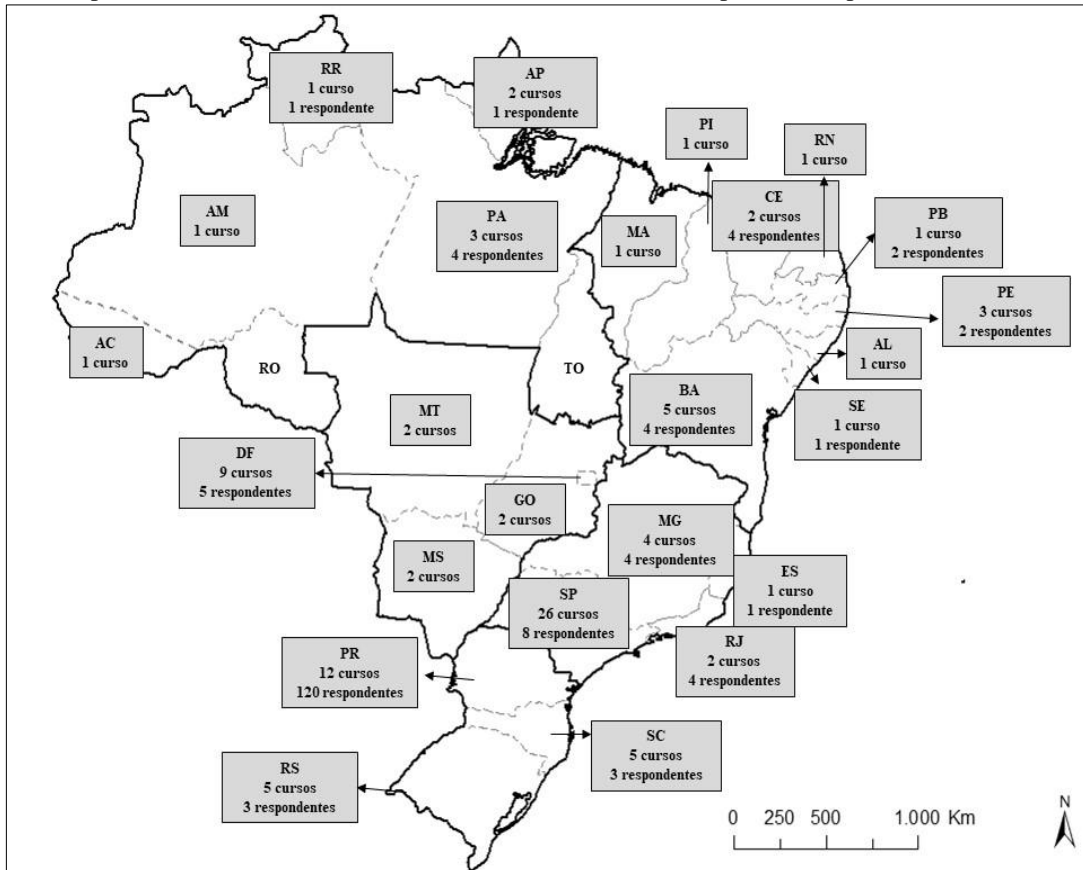 RR
1 curso
1 respondente
AP
2 cursos
1 respondente
PI
1 curso
RN
1 curso
AM
1 curso
PA
3 cursos
4 respondentes
MA
1 curso
CE
2 cursos
4 respondentes
PB
1 curso
2 respondentes
PE
3 cursos
2 respondentes
AC
1 curso
RO
TO
AL
1 curso
MT
2 cursos
BA
5 cursos
4 respondentes
SE
1 curso
1 respondente
DF
9 cursos
5 respondentes
GO
2 cursos
MG
4 cursos
4 respondentes
MS
2 cursos
ES
1 curso
1 respondente
SP
26 cursos
8 respondentes
RJ
2 cursos
4 respondentes
PR
12 cursos
120 respondentes
SC
5 cursos
3 respondentes
RS
5 cursos
3 respondentes
0 250 500 1.000 Km
N